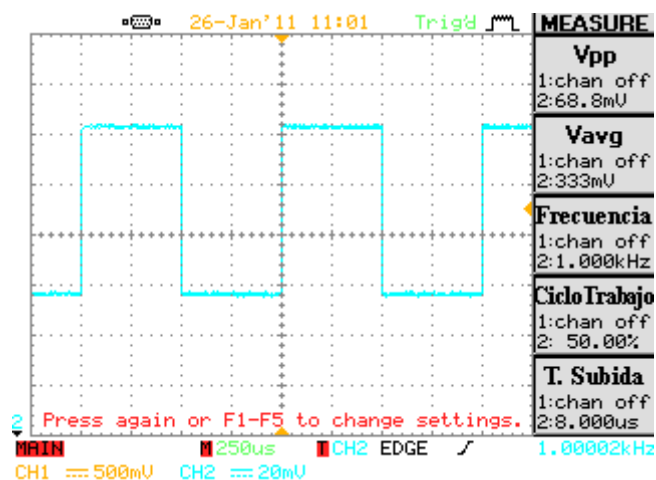 26-Jan'11 11:01 Trig'd MEASURE
Vpp
1:chan off
2:68.8mV
Vavg
1:chan off
2:333mV
Frecuencia
1:chan off
2:1.000kHz
CicloTrabajo
1:chan off
2: 50.00%
T. Subida
1:chan off
2:8.000us
2
Press again or F1-F5 to change settings.
MAIN M 250us T CH2 EDGE 1.00002kHz
CH1 500mV CH2 20mV